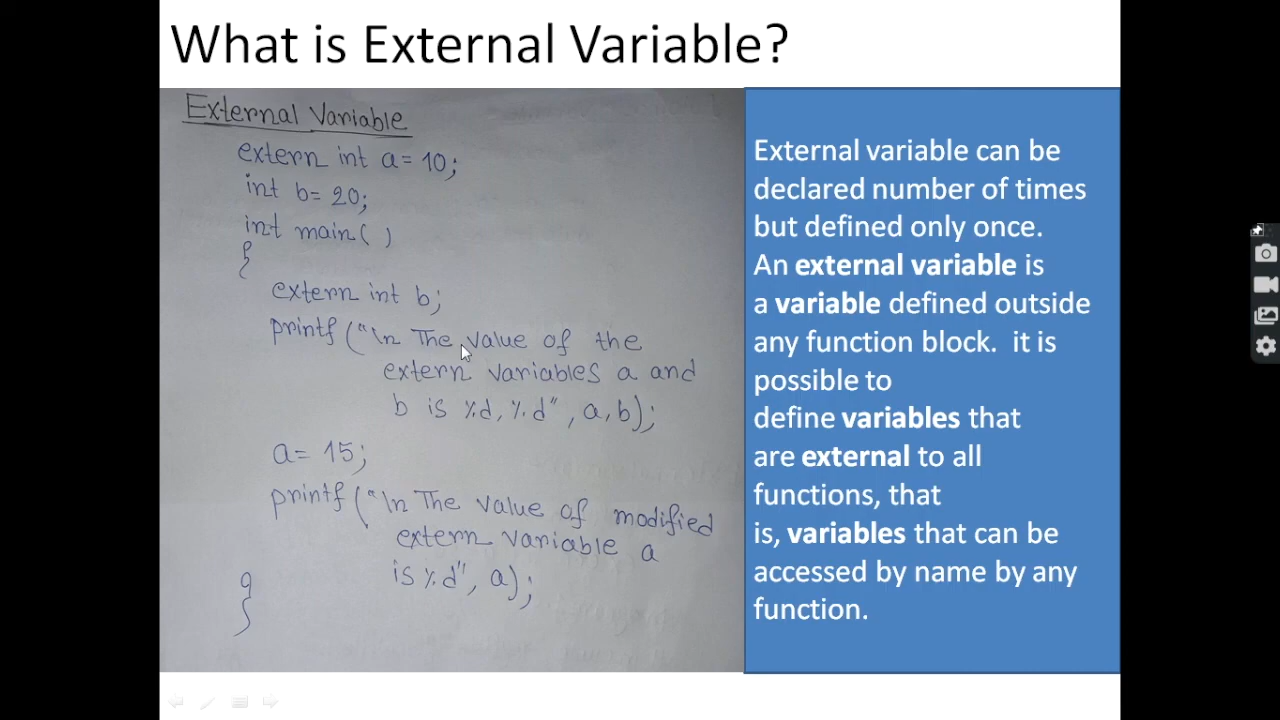 What is External Variable?
External Variable
extern int a= 10;
int b= 20;
int main( )
{
extern int b;
printf ("\n The value of the
extern variables a and
b is %d, %d", a, b);
a= 15;
printf ("\n The value of modified
extern variable a
is %d", a);
}
External variable can be
declared number of times
but defined only once.
An external variable is
a variable defined outside
any function block.  it is
possible to
define variables that
are external to all
functions, that
is, variables that can be
accessed by name by any
function.